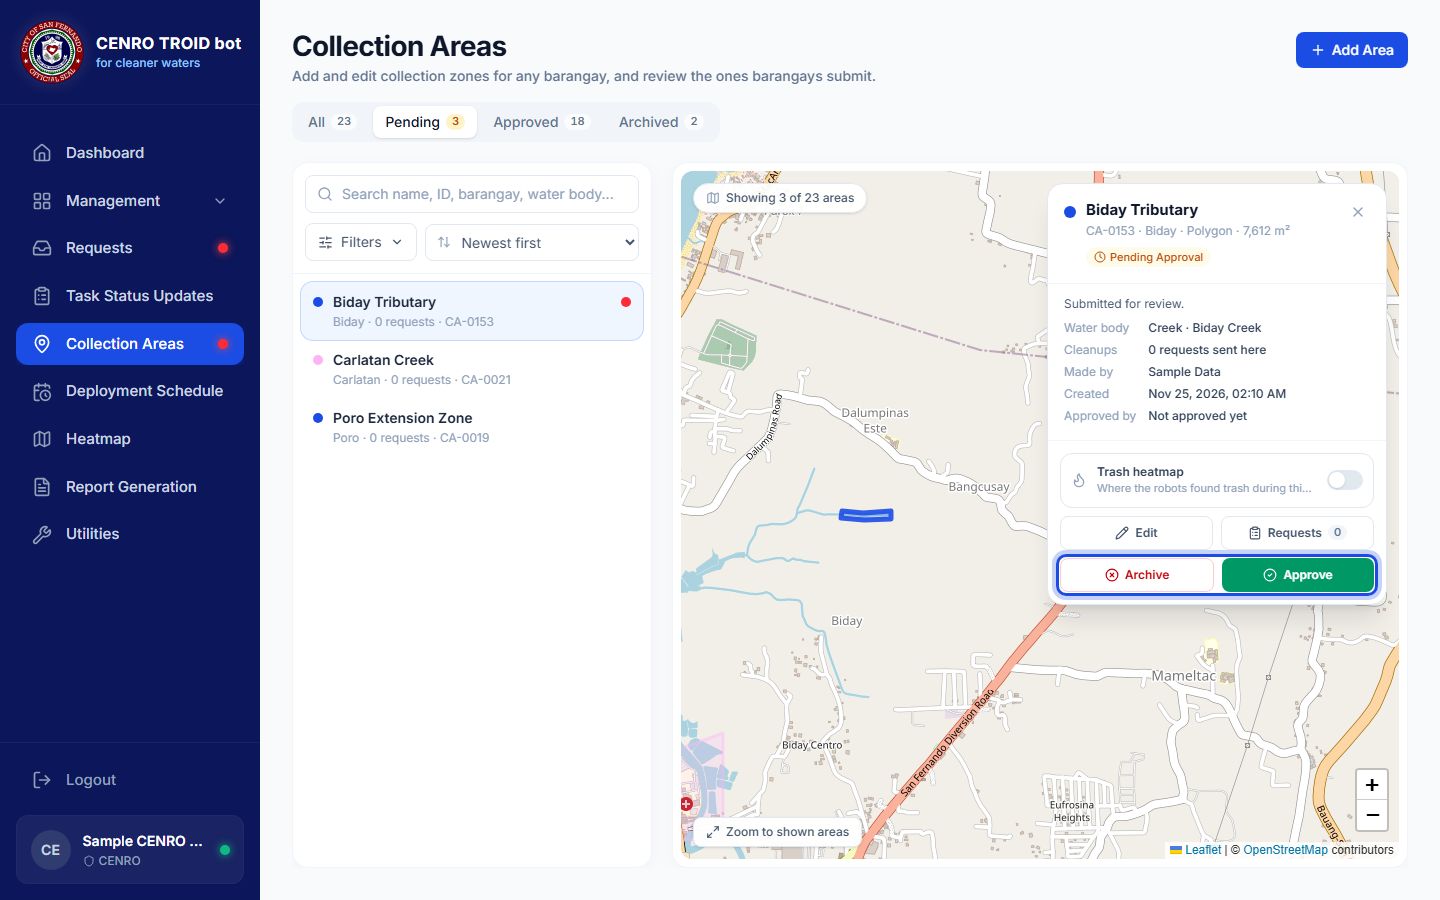 CITY OF SAN FERNANDO
OFFICIAL SEAL
CENRO TROID bot
for cleaner waters
Dashboard
Management
Requests
Task Status Updates
Collection Areas
Deployment Schedule
Heatmap
Report Generation
Utilities
Logout
CE
Sample CENRO ...
CENRO
Collection Areas
Add and edit collection zones for any barangay, and review the ones barangays submit.
+ Add Area
All 23
Pending 3
Approved 18
Archived 2
Search name, ID, barangay, water body...
Filters
Newest first
Biday Tributary
Biday · 0 requests · CA-0153
Carlatan Creek
Carlatan · 0 requests · CA-0021
Poro Extension Zone
Poro · 0 requests · CA-0019
Showing 3 of 23 areas
Dalumpinas Road
Dalumpinas
Este
Bangcusay
Biday
Mameltac
Biday Centro
San Fernando Diversion Road
Eufrosina
Heights
Zoom to shown areas
Biday Tributary
CA-0153 · Biday · Polygon · 7,612 m²
Pending Approval
Submitted for review.
Water body Creek · Biday Creek
Cleanups 0 requests sent here
Made by Sample Data
Created Nov 25, 2026, 02:10 AM
Approved by Not approved yet
Trash heatmap
Where the robots found trash during thi...
Edit
Requests 0
Archive
Approve
+
−
Leaflet | © OpenStreetMap contributors